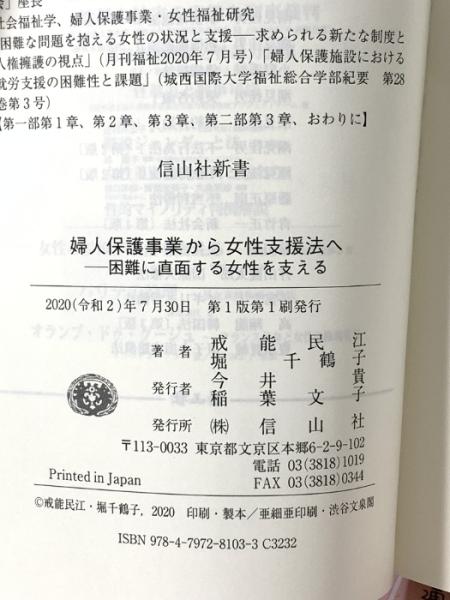 会」座長
社会福祉学、婦人保護事業・女性福祉研究
「困難な問題を抱える女性の状況と支援――求められる新たな制度と
人権擁護の視点」(月刊福祉2020年7月号)「婦人保護施設における
就労支援の困難性と課題」(城西国際大学福祉総合学部紀要 第28
巻第3号)
【第一部第1章、第2章、第3章、第二部第3章、おわりに】
信山社新書
婦人保護事業から女性支援法へ
――困難に直面する女性を支える
2020(令和2)年7月30日 第1版第1刷発行
著者 戒能民江
堀千鶴子
発行者 今井貴
稲葉文子
発行所 ㈱信山社
〒113-0033 東京都文京区本郷6-2-9-102
電話 03(3818)1019
FAX 03(3818)0344
Printed in Japan
©戒能民江・堀千鶴子, 2020 印刷・製本/亜細亜印刷・渋谷文泉閣
ISBN 978-4-7972-8103-3 C3232